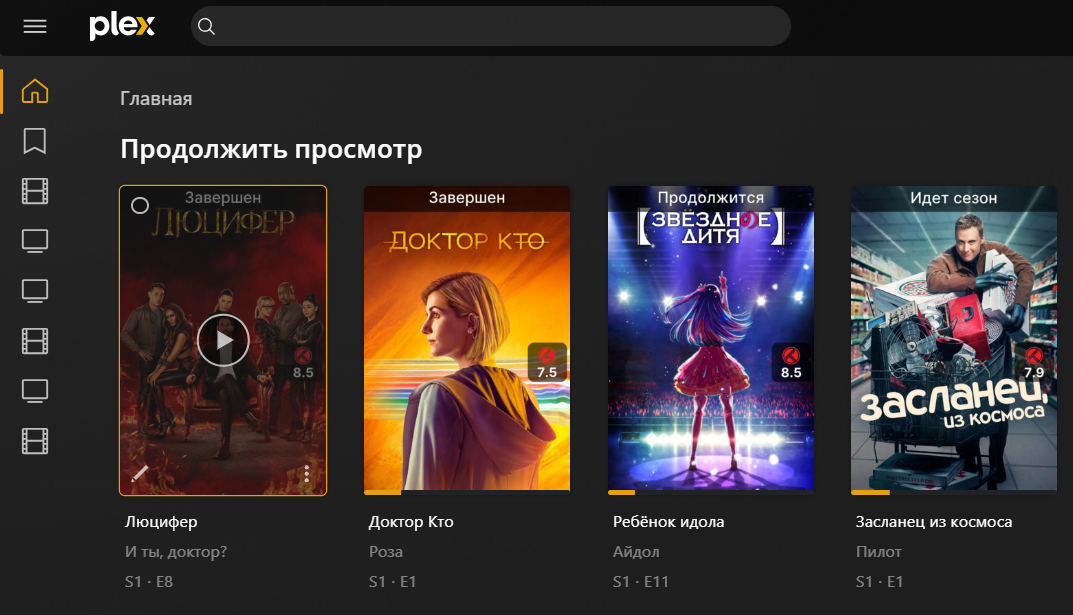 plex
Главная
Продолжить просмотр
Завершен
ЛЮЦИФЕР
8.5
Люцифер
И ты, доктор?
S1 · E8
Завершен
ДОКТОР КТО
7.5
Доктор Кто
Роза
S1 · E1
Продолжится
[ЗВЁЗДНОЕ
ДИТЯ]
8.5
Ребёнок идола
Айдол
S1 · E11
Идет сезон
7.9
Засланец,
из космоса
Засланец из космоса
Пилот
S1 · E1